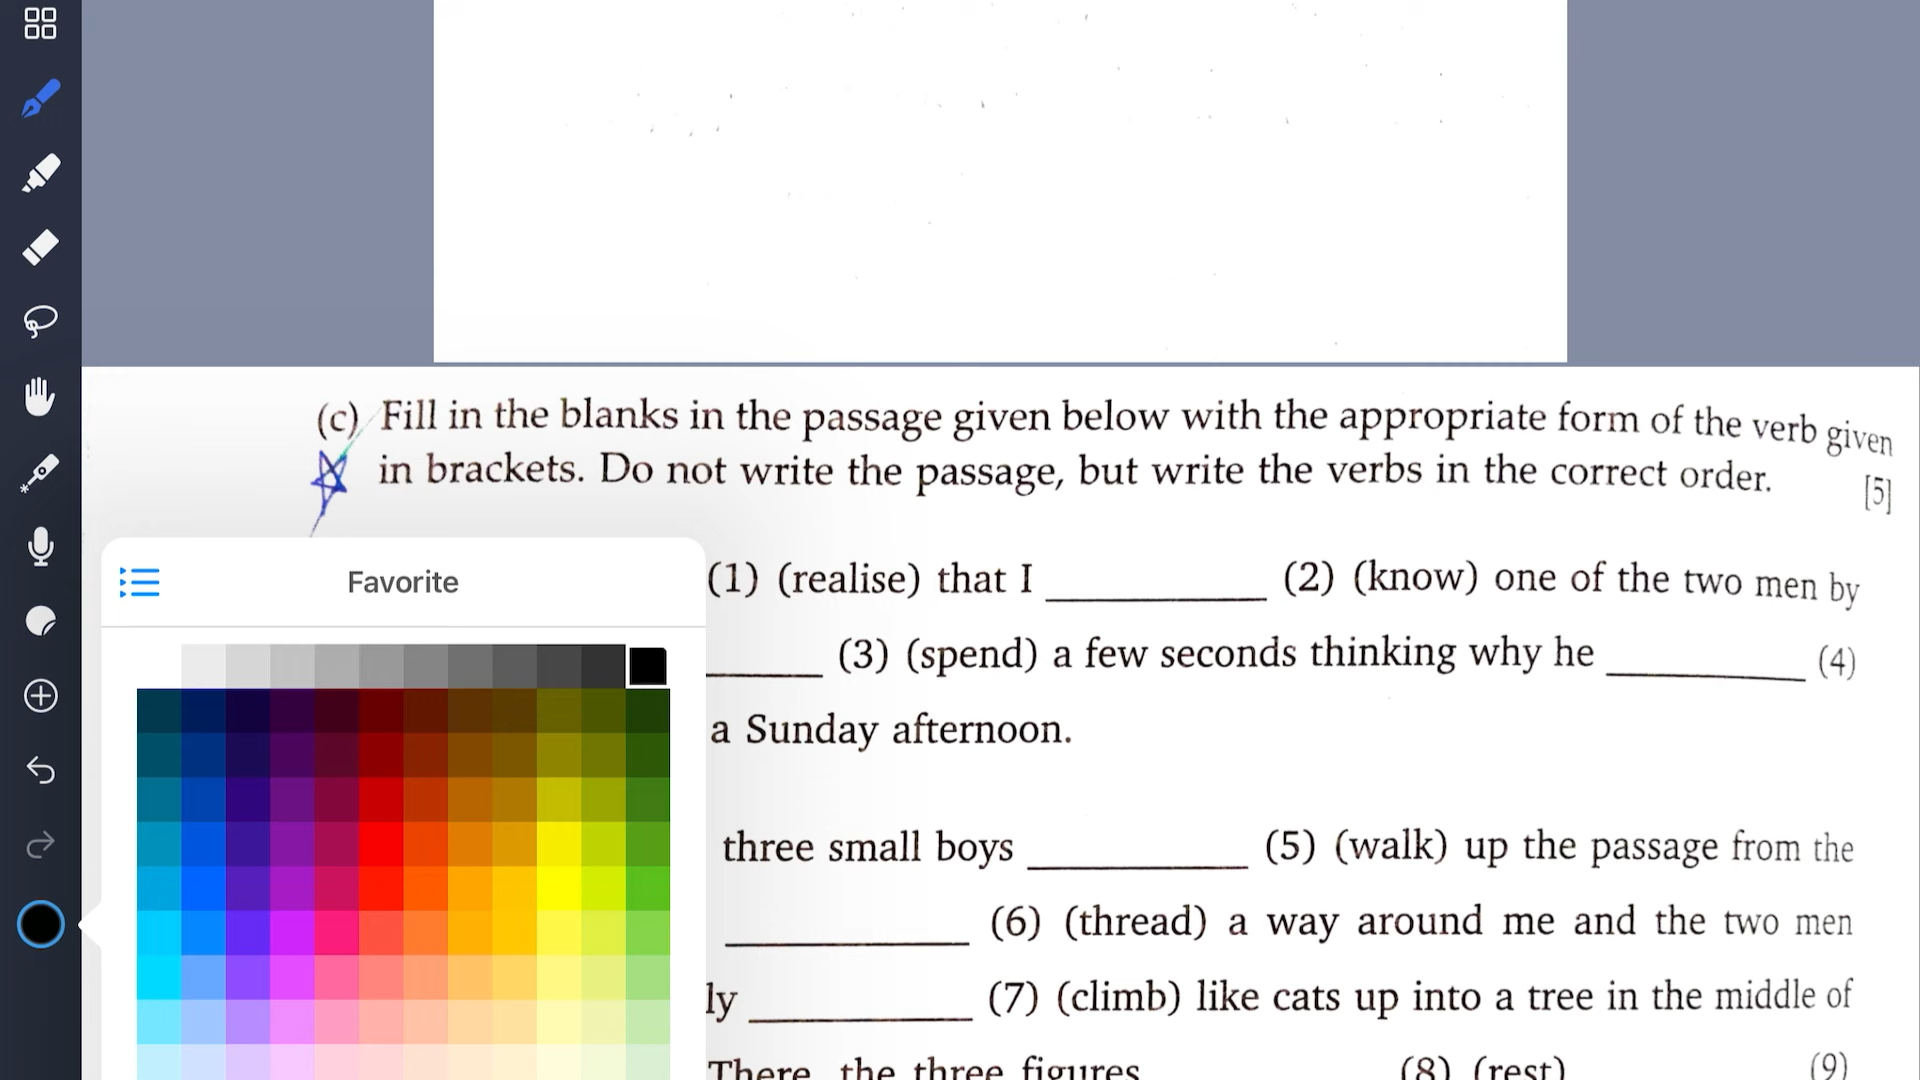 (c) Fill in the blanks in the passage given below with the appropriate form of the verb given
in brackets. Do not write the passage, but write the verbs in the correct order. [5]
Favorite
(1) (realise) that I ____________ (2) (know) one of the two men by
____________ (3) (spend) a few seconds thinking why he ____________ (4)
a Sunday afternoon.
three small boys ____________ (5) (walk) up the passage from the
____________ (6) (thread) a way around me and the two men
ly ____________ (7) (climb) like cats up into a tree in the middle of
There, the three figures (8) (rest) (9)